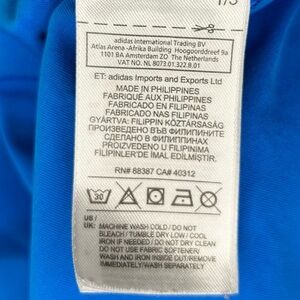 1/3
adidas International Trading BV
Atlas Arena -Afrika Building Hoogoorddreef 9a
1101 BA Amsterdam ZO The Netherlands
VAT NO. NL 8073.01.322.B.01
ET: adidas Imports and Exports Ltd
MADE IN PHILIPPINES
FABRIQUÉ AUX PHILIPPINES
FABRICADO EN FILIPINAS
FABRICADO NAS FILIPINAS
GYÁRTVA: FILIPPIN KÖZTÁRSASÁG
ПРОИЗВЕДЕНО ВЪВ ФИЛИПИНИТЕ
СДЕЛАНО В ФИЛИППИНАХ
PROIZVEDENO U FILIPINIMA
FİLİPİNLER'DE İMAL EDİLMİŞTİR.
RN# 88387 CA# 40312
30
US /
UK: MACHINE WASH COLD / DO NOT
BLEACH / TUMBLE DRY LOW / COOL
IRON IF NEEDED / DO NOT DRY CLEAN
DO NOT USE FABRIC SOFTENER/
WASH AND IRON INSIDE OUT/REMOVE
IMMEDIATELY/WASH SEPARATELY